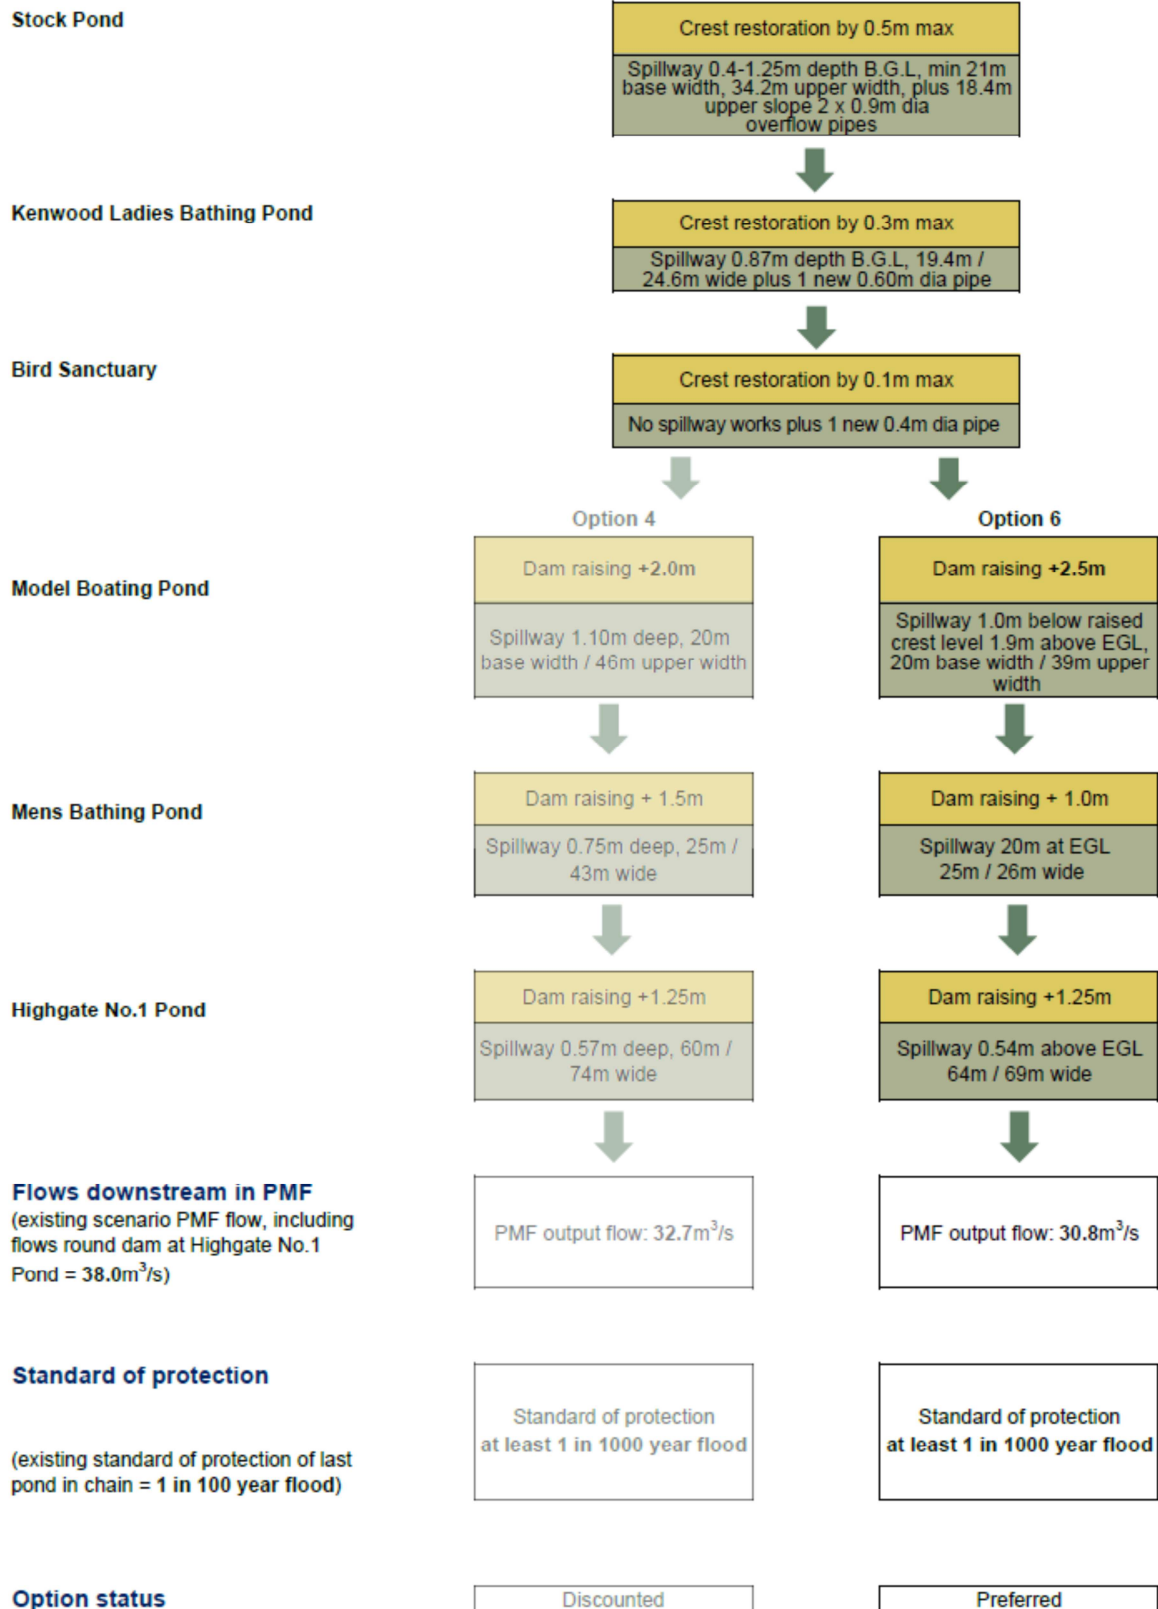 Stock Pond
Crest restoration by 0.5m max
Spillway 0.4-1.25m depth B.G.L, min 21m
base width, 34.2m upper width, plus 18.4m
upper slope 2 x 0.9m dia
overflow pipes
Kenwood Ladies Bathing Pond
Crest restoration by 0.3m max
Spillway 0.87m depth B.G.L, 19.4m /
24.6m wide plus 1 new 0.60m dia pipe
Bird Sanctuary
Crest restoration by 0.1m max
No spillway works plus 1 new 0.4m dia pipe
Option 4
Option 6
Model Boating Pond
Dam raising +2.0m
Spillway 1.10m deep, 20m
base width / 46m upper width
Dam raising +2.5m
Spillway 1.0m below raised
crest level 1.9m above EGL,
20m base width / 39m upper
width
Mens Bathing Pond
Dam raising + 1.5m
Spillway 0.75m deep, 25m /
43m wide
Dam raising + 1.0m
Spillway 20m at EGL
25m / 26m wide
Highgate No.1 Pond
Dam raising +1.25m
Spillway 0.57m deep, 60m /
74m wide
Dam raising +1.25m
Spillway 0.54m above EGL
64m / 69m wide
Flows downstream in PMF
(existing scenario PMF flow, including
flows round dam at Highgate No.1
Pond = 38.0m³/s)
PMF output flow: 32.7m³/s
PMF output flow: 30.8m³/s
Standard of protection
(existing standard of protection of last
pond in chain = 1 in 100 year flood)
Standard of protection
at least 1 in 1000 year flood
Standard of protection
at least 1 in 1000 year flood
Option status
Discounted
Preferred